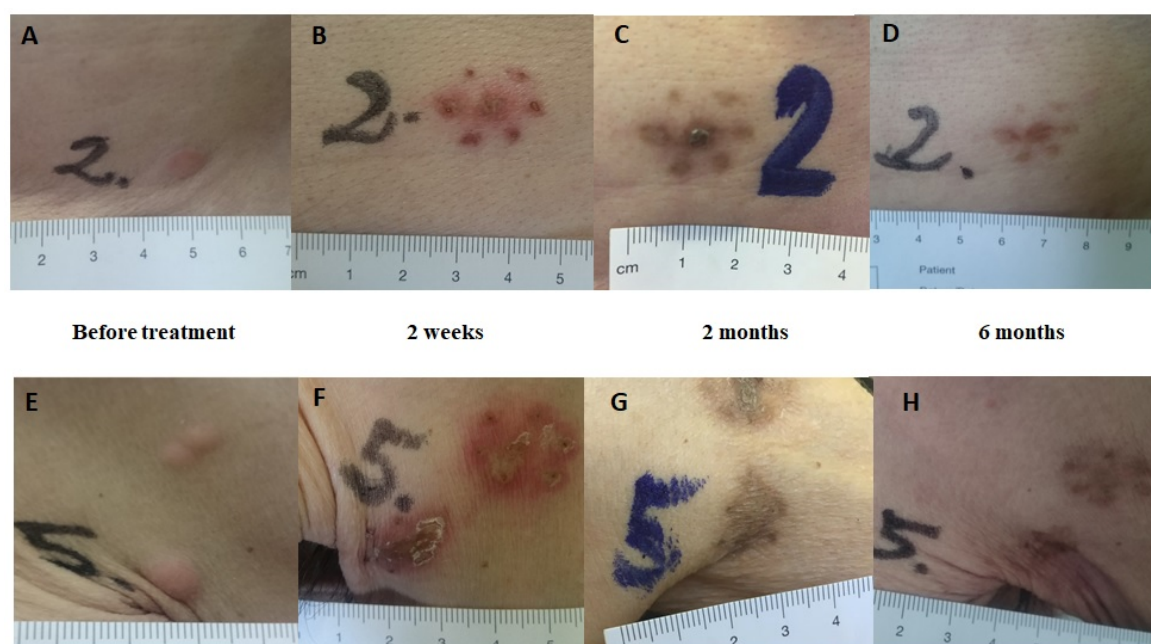 A
B
C
D
2.
2.
2
2.
2 3 4 5 6 7
cm 1 2 3 4 5
cm 1 2 3 4
3 4 5 6 7 8 9
Patient
Before treatment
2 weeks
2 months
6 months
E
F
G
H
5.
5.
5
5.
1 2 3 4 5
2 3 4
2 3